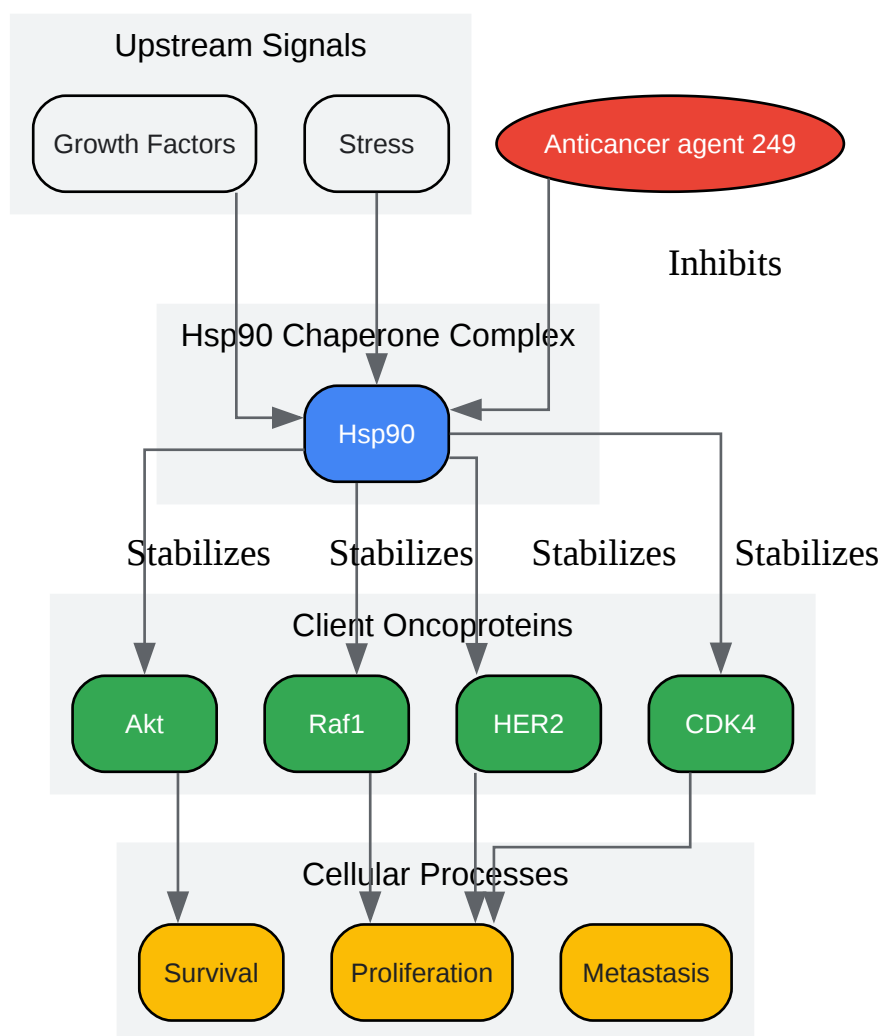 Upstream Signals
Growth Factors
Stress
Anticancer agent 249
Inhibits
Hsp90 Chaperone Complex
Hsp90
Stabilizes
Stabilizes
Stabilizes
Stabilizes
Client Oncoproteins
Akt
Raf1
HER2
CDK4
Cellular Processes
Survival
Proliferation
Metastasis